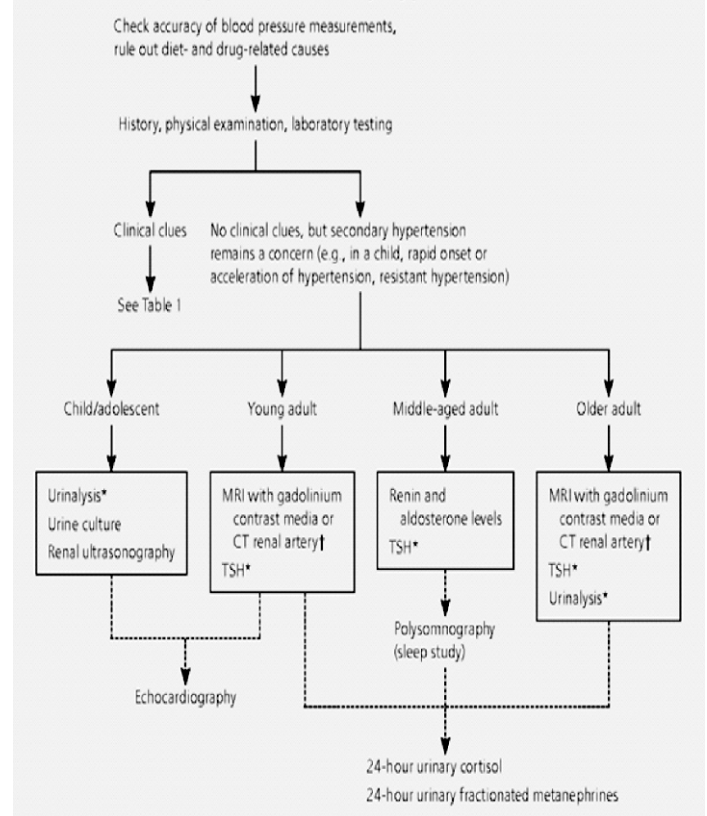 Check accuracy of blood pressure measurements,
rule out diet- and drug-related causes
History, physical examination, laboratory testing
Clinical clues
See Table 1
No clinical clues, but secondary hypertension
remains a concern (e.g., in a child, rapid onset or
acceleration of hypertension, resistant hypertension)
Child/adolescent
Urinalysis*
Urine culture
Renal ultrasonography
Young adult
MRI with gadolinium
contrast media or
CT renal artery†
TSH*
Middle-aged adult
Renin and
aldosterone levels
TSH*
Older adult
MRI with gadolinium
contrast media or
CT renal artery†
TSH*
Urinalysis*
Polysomnography
(sleep study)
Echocardiography
24-hour urinary cortisol
24-hour urinary fractionated metanephrines